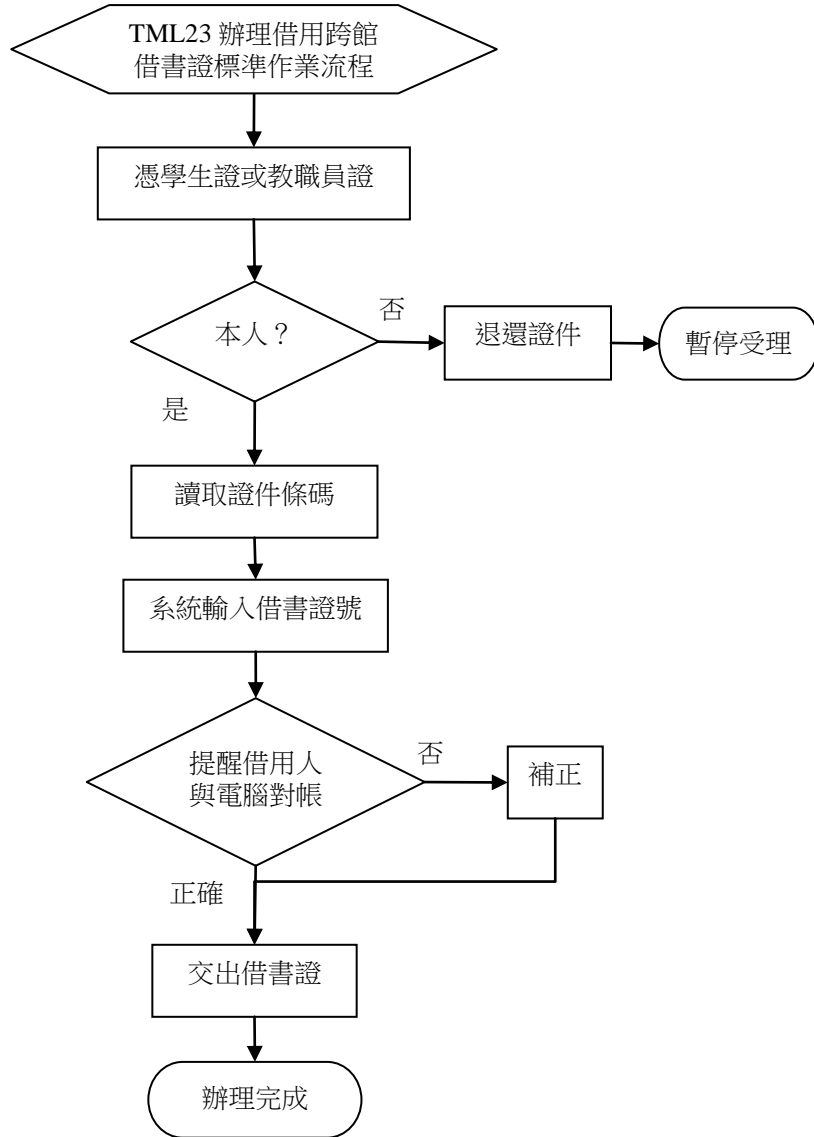 TML23 辦理借用跨館
借書證標準作業流程
憑學生證或教職員證
本人？
否
退還證件
暫停受理
是
讀取證件條碼
系統輸入借書證號
提醒借用人
與電腦對帳
否
補正
正確
交出借書證
辦理完成